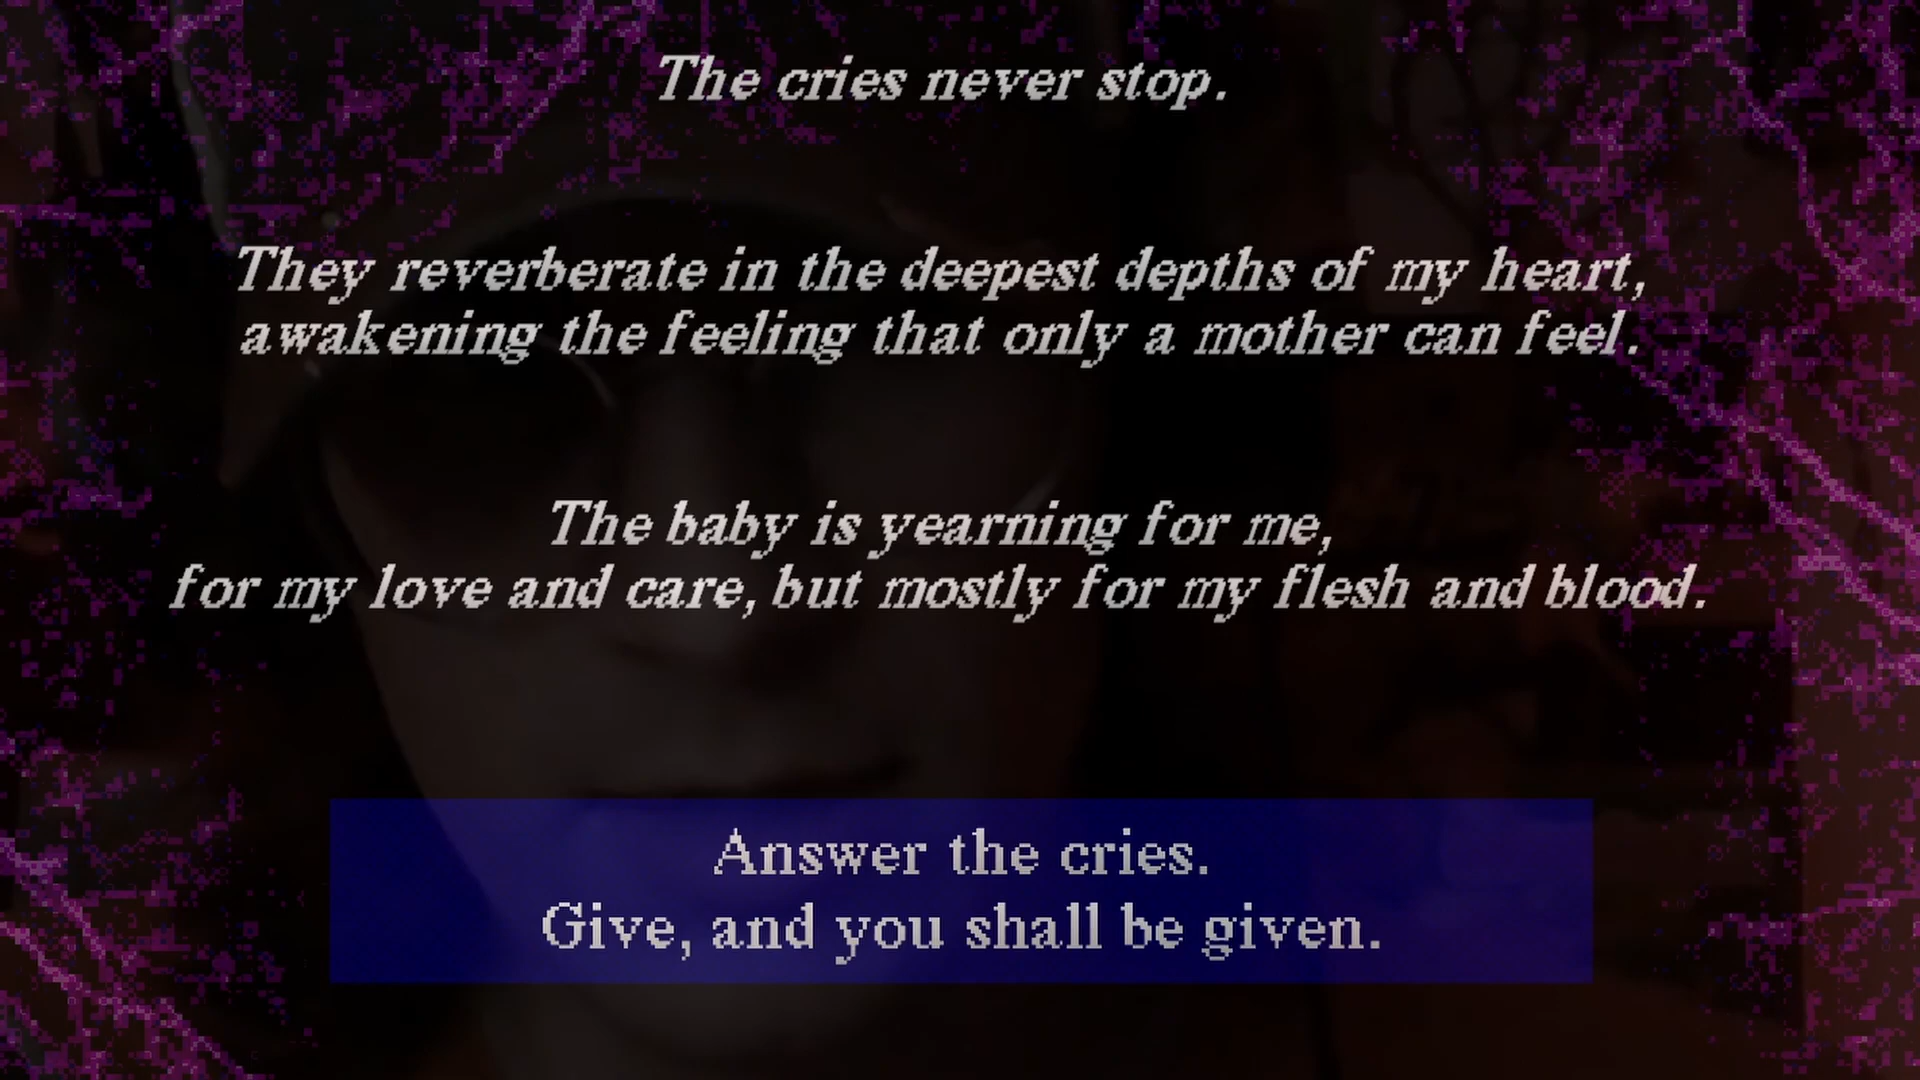 The cries never stop.
They reverberate in the deepest depths of my heart,
awakening the feeling that only a mother can feel.
The baby is yearning for me,
for my love and care, but mostly for my flesh and blood.
Answer the cries.
Give, and you shall be given.